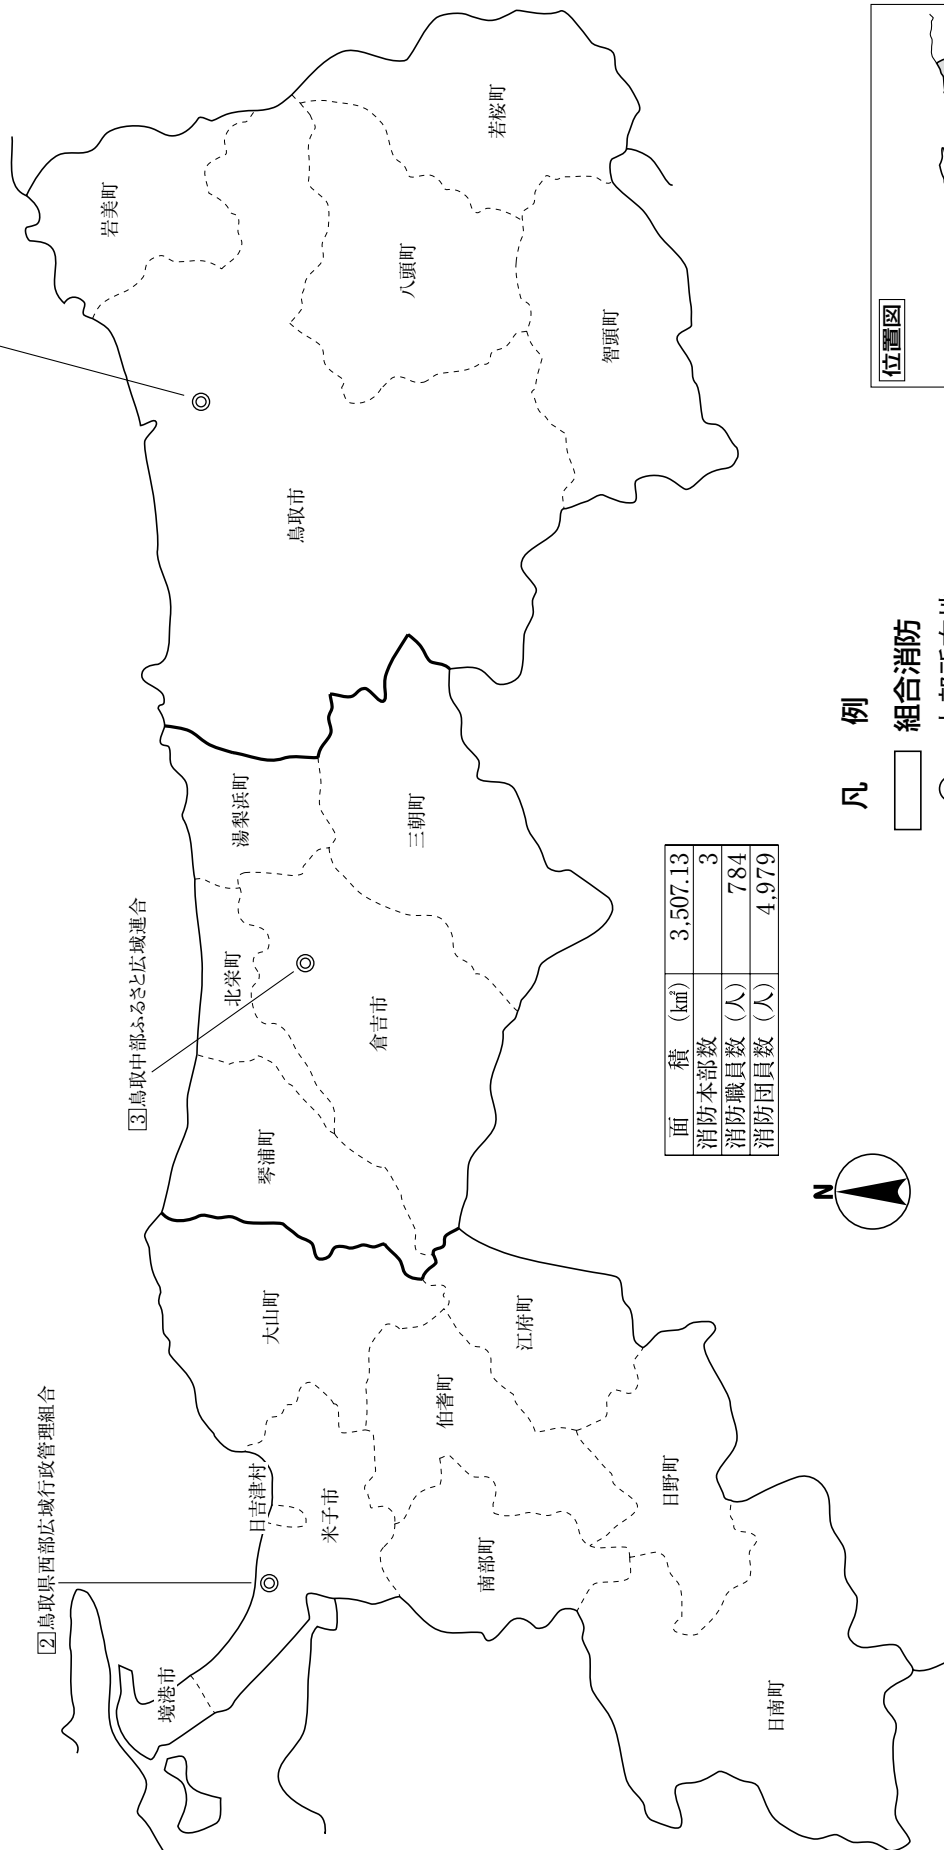 ②鳥取県西部広域行政管理組合
③鳥取中部ふるさと広域連合
境港市
日吉津村
米子市
大山町
南部町
伯耆町
江府町
日野町
日南町
琴浦町
北栄町
湯梨浜町
倉吉市
三朝町
鳥取市
岩美町
八頭町
若桜町
智頭町
面 積 (㎢) 3,507.13
消防本部数 3
消防職員数 (人) 784
消防団員数 (人) 4,979
N
凡 例
組合消防
位置図